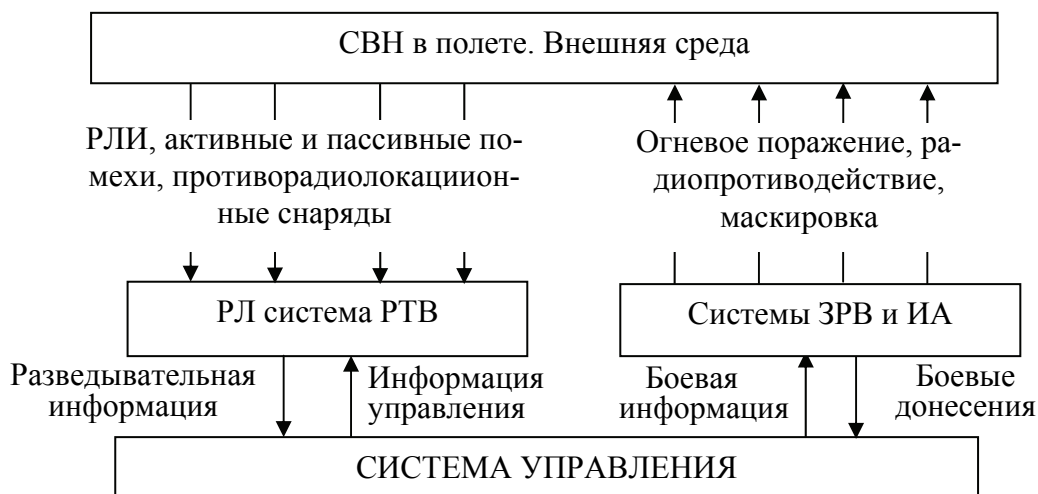 СВН в полете. Внешняя среда
РЛИ, активные и пассивные по-
мехи, противорадиолокациион-
ные снаряды
Огневое поражение, ра-
диопротиводействие,
маскировка
РЛ система РТВ
Системы ЗРВ и ИА
Разведывательная
информация
Информация
управления
Боевая
информация
Боевые
донесения
СИСТЕМА УПРАВЛЕНИЯ